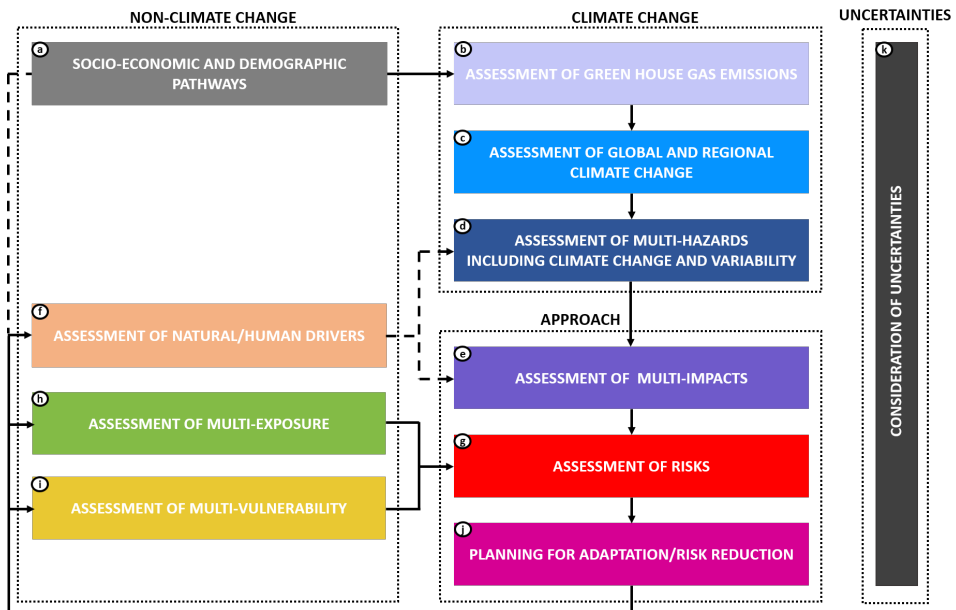 NON-CLIMATE CHANGE
CLIMATE CHANGE
UNCERTAINTIES
a
SOCIO-ECONOMIC AND DEMOGRAPHIC
PATHWAYS
b
ASSESSMENT OF GREEN HOUSE GAS EMISSIONS
k
CONSIDERATION OF UNCERTAINTIES
c
ASSESSMENT OF GLOBAL AND REGIONAL
CLIMATE CHANGE
d
ASSESSMENT OF MULTI-HAZARDS
INCLUDING CLIMATE CHANGE AND VARIABILITY
f
ASSESSMENT OF NATURAL/HUMAN DRIVERS
APPROACH
e
ASSESSMENT OF MULTI-IMPACTS
h
ASSESSMENT OF MULTI-EXPOSURE
g
ASSESSMENT OF RISKS
i
ASSESSMENT OF MULTI-VULNERABILITY
j
PLANNING FOR ADAPTATION/RISK REDUCTION